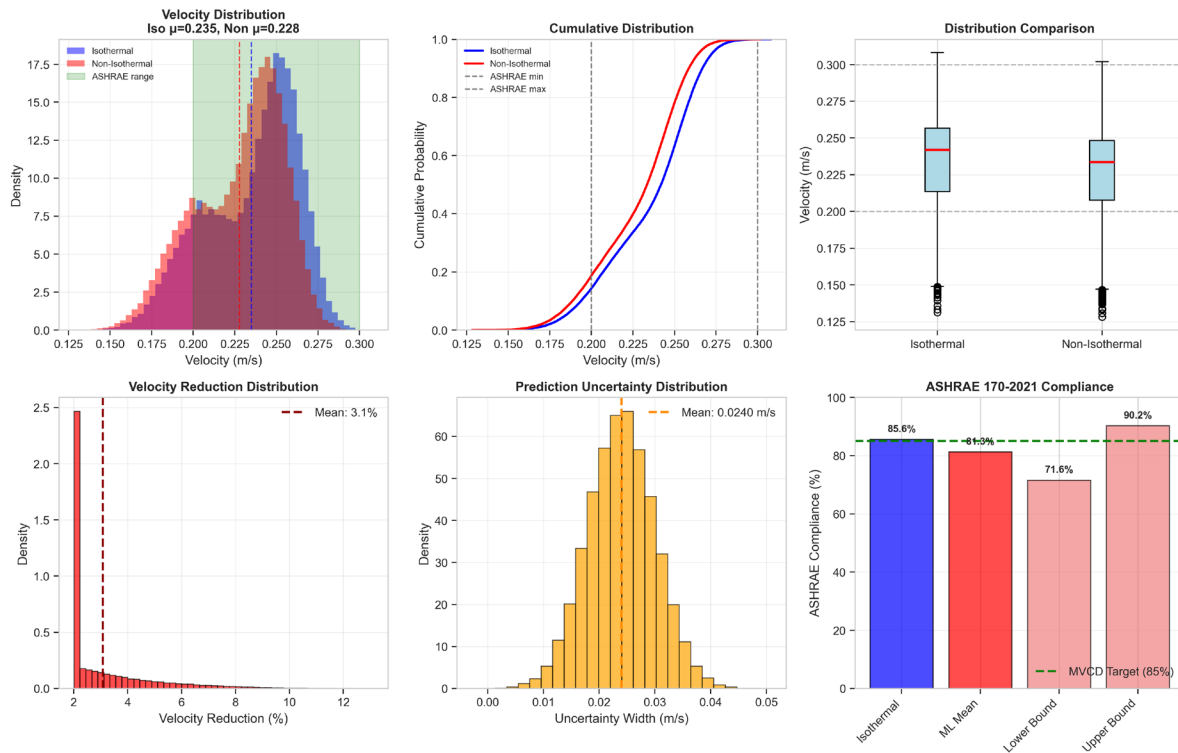 Velocity Distribution
Iso μ=0.235, Non μ=0.228
Isothermal
Non-Isothermal
ASHRAE range
17.5
15.0
12.5
10.0
7.5
5.0
2.5
0.0
Density
0.125 0.150 0.175 0.200 0.225 0.250 0.275 0.300
Velocity (m/s)
Cumulative Distribution
Isothermal
Non-Isothermal
ASHRAE min
ASHRAE max
1.0
0.8
0.6
0.4
0.2
0.0
Cumulative Probability
0.125 0.150 0.175 0.200 0.225 0.250 0.275 0.300
Velocity (m/s)
Distribution Comparison
0.300
0.275
0.250
0.225
0.200
0.175
0.150
0.125
Velocity (m/s)
Isothermal Non-Isothermal
Velocity Reduction Distribution
Mean: 3.1%
2.5
2.0
1.5
1.0
0.5
0.0
Density
2 4 6 8 10 12
Velocity Reduction (%)
Prediction Uncertainty Distribution
Mean: 0.0240 m/s
60
50
40
30
20
10
0
Density
0.00 0.01 0.02 0.03 0.04 0.05
Uncertainty Width (m/s)
ASHRAE 170-2021 Compliance
100
80
60
40
20
0
ASHRAE Compliance (%)
85.6%
81.3%
71.6%
90.2%
MVCD Target (85%)
Isothermal
ML Mean
Lower Bound
Upper Bound